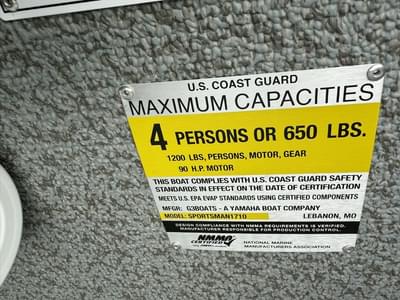 U.S. COAST GUARD
MAXIMUM CAPACITIES
4 PERSONS OR 650 LBS.
1200 LBS, PERSONS, MOTOR, GEAR
90 H.P. MOTOR
THIS BOAT COMPLIES WITH U.S. COAST GUARD SAFETY
STANDARDS IN EFFECT ON THE DATE OF CERTIFICATION
MEETS U.S. EPA EVAP STANDARDS USING CERTIFIED COMPONENTS
MFGR: G3BOATS - A YAMAHA BOAT COMPANY
MODEL: SPORTSMAN1710 LEBANON, MO
DESIGN COMPLIANCE WITH NMMA REQUIREMENTS IS VERIFIED.
MANUFACTURER RESPONSIBLE FOR PRODUCTION CONTROL.
NMMA
CERTIFIED
NATIONAL MARINE
MANUFACTURERS ASSOCIATION